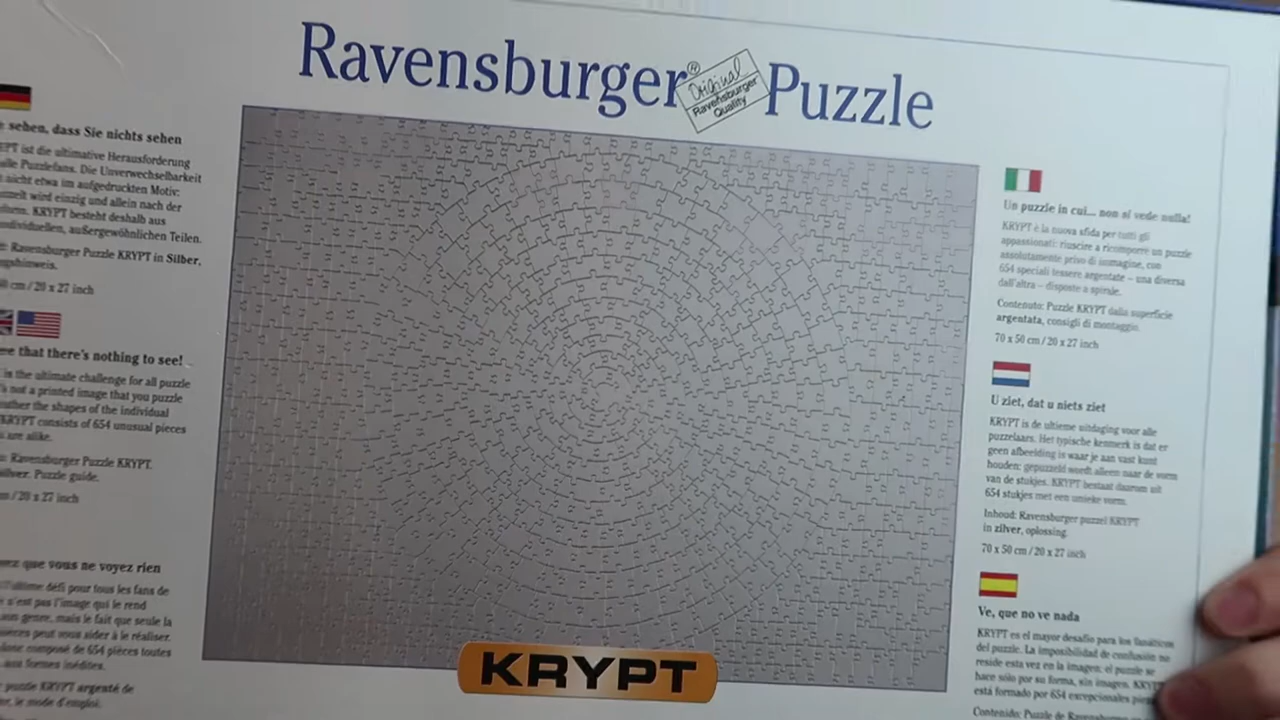 Ravensburger® Puzzle
Original
Ravensburger
Quality
sehen, dass Sie nichts sehen
ist die ultimative Herausforderung
alle Puzzlefans. Die Unverwechselbarkeit
nicht etwa im aufgedruckten Motiv:
wird einzig und allein nach der
KRYPT besteht deshalb aus
individuellen, außergewöhnlichen Teilen.
Ravensburger Puzzle KRYPT in Silber,
cm / 20 x 27 inch
that there's nothing to see!
is the ultimate challenge for all puzzle
not a printed image that you puzzle
the shapes of the individual
KRYPT consists of 654 unusual pieces
are alike.
Ravensburger Puzzle KRYPT.
silver. Puzzle guide.
/ 20 x 27 inch
que vous ne voyez rien
défi pour tous les fans de
n'est pas l'image qui le rend
son genre, mais le fait que seule la
peut vous aider à le réaliser.
composé de 654 pièces toutes
aux formes inédites.
puzzle KRYPT argenté de
le mode d'emploi.
KRYPT
Un puzzle in cui... non si vede nulla!
KRYPT è la nuova sfida per tutti gli
appassionati: riuscire a ricomporre un puzzle
assolutamente privo di immagine, con
654 speciali tessere argentate – una diversa
dall'altra – disposte a spirale.
Contenuto: Puzzle KRYPT dalla superficie
argentata, consigli di montaggio.
70 x 50 cm / 20 x 27 inch
U ziet, dat u niets ziet
KRYPT is de ultieme uitdaging voor alle
puzzelaars. Het typische kenmerk is dat er
geen afbeelding is waar je aan vast kunt
houden: gepuzzeld wordt alleen naar de vorm
van de stukjes. KRYPT bestaat daarom uit
654 stukjes met een unieke vorm.
Inhoud: Ravensburger puzzel KRYPT
in zilver, oplossing.
70 x 50 cm / 20 x 27 inch
Ve, que no ve nada
KRYPT es el mayor desafío para los fanáticos
del puzzle. La imposibilidad de confusión no
reside esta vez en la imagen: el puzzle se
hace sólo por su forma, sin imagen. KRYPT
está formado por 654 excepcionales
Contenido: Puzzle de